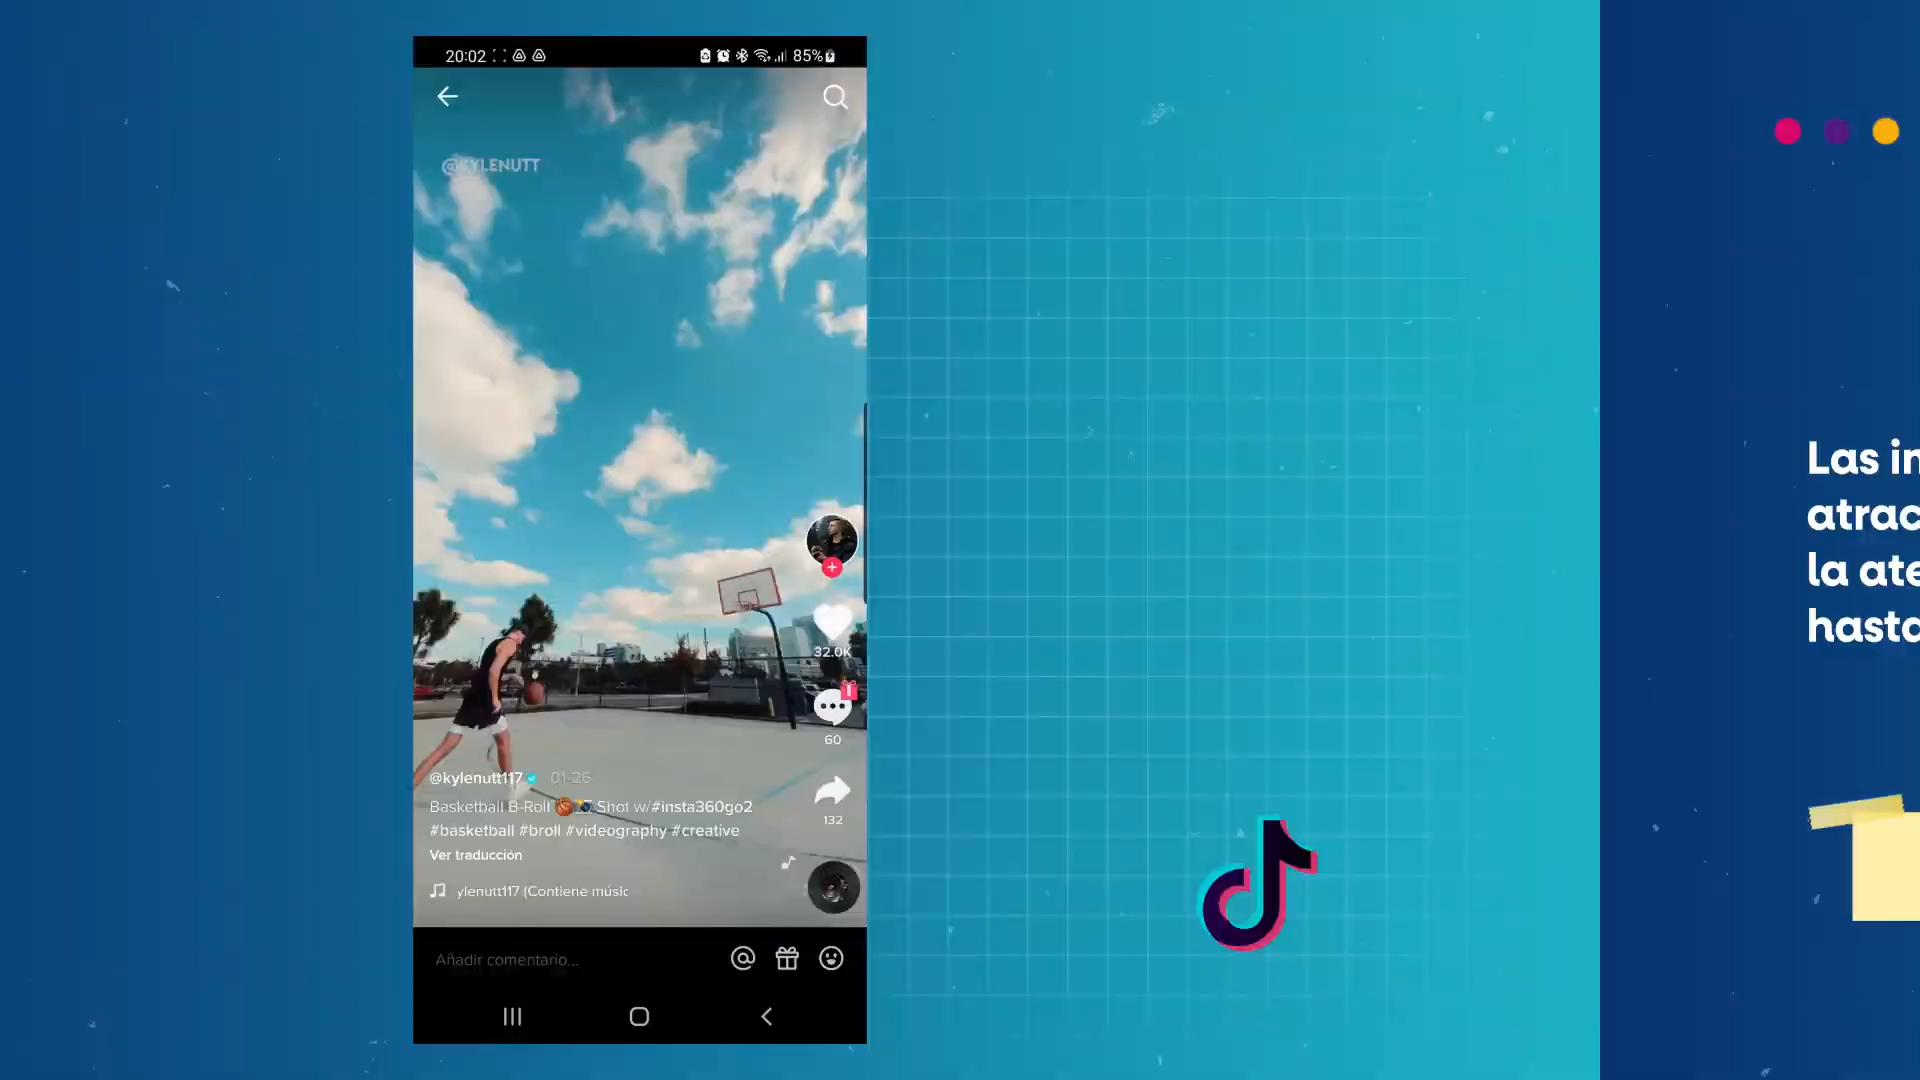 20:02
85%
@KYLENUTT
32.0K
60
132
@kylenutt117 01-26
Basketball B-Roll 🏀📸 Shot w/#insta360go2
#basketball #broll #videography #creative
Ver traducción
ylenutt117 (Contiene músic
Añadir comentario...
Las in
atrac
la ate
hasta